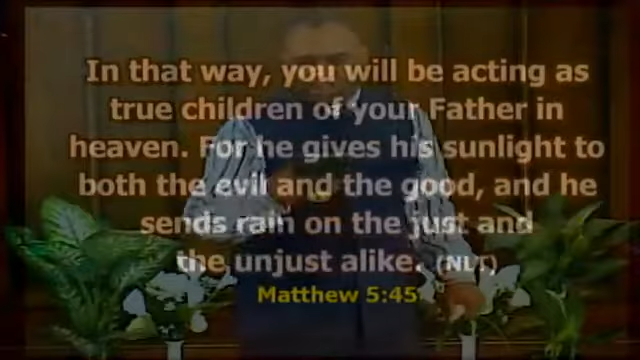 In that way, you will be acting as
true children of your Father in
heaven. For he gives his sunlight to
both the evil and the good, and he
sends rain on the just and
the unjust alike. (NLT)
Matthew 5:45